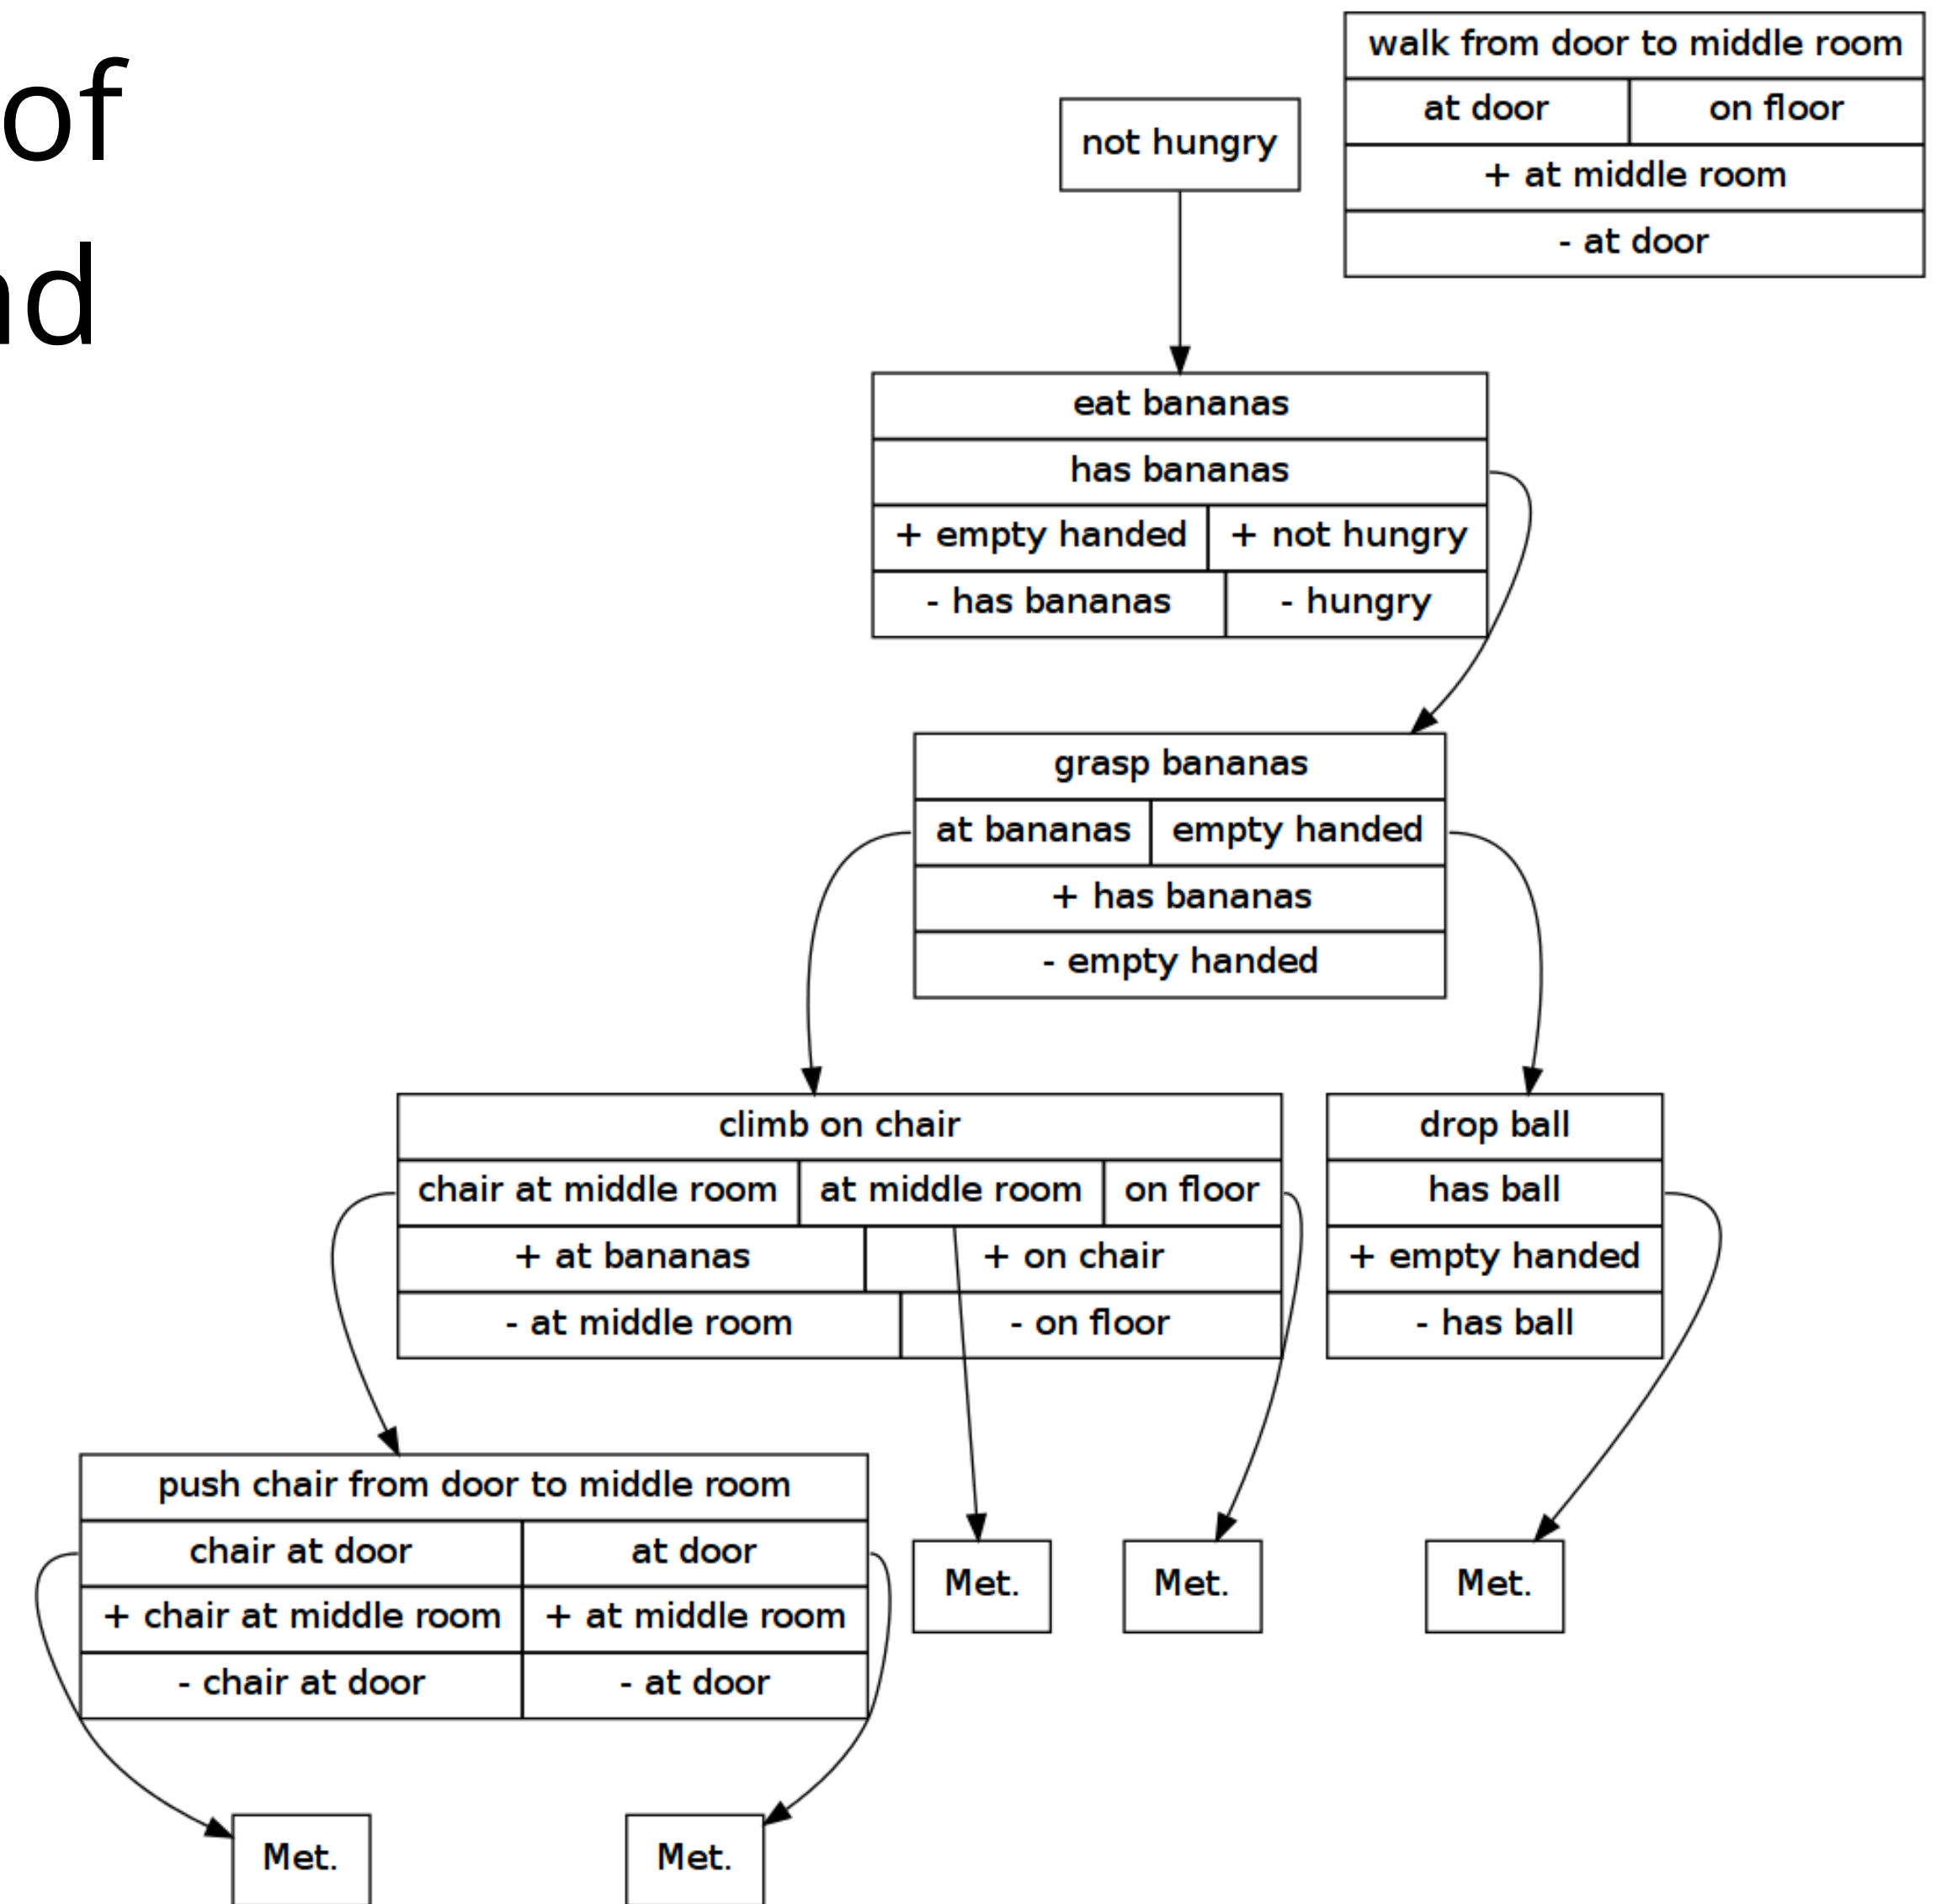 of
nd
walk from door to middle room
at door
on floor
+ at middle room
- at door
not hungry
eat bananas
has bananas
+ empty handed
+ not hungry
- has bananas
- hungry
grasp bananas
at bananas
empty handed
+ has bananas
- empty handed
climb on chair
chair at middle room
at middle room
on floor
+ at bananas
+ on chair
- at middle room
- on floor
drop ball
has ball
+ empty handed
- has ball
push chair from door to middle room
chair at door
at door
+ chair at middle room
+ at middle room
- chair at door
- at door
Met.
Met.
Met.
Met.
Met.